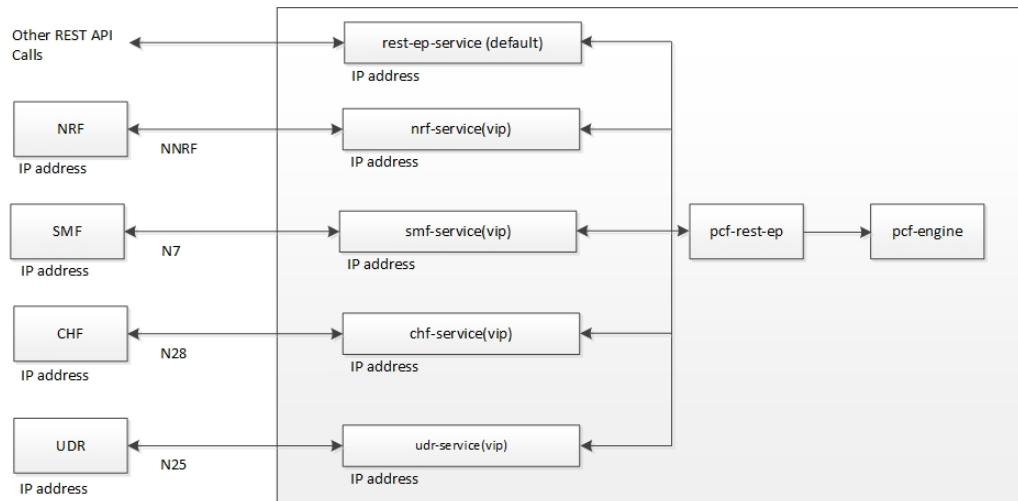 Other REST API
Calls
rest-ep-service (default)
IP address
NRF
IP address
NNRF
nrf-service(vip)
IP address
SMF
IP address
N7
smf-service(vip)
IP address
pcf-rest-ep
pcf-engine
CHF
IP address
N28
chf-service(vip)
IP address
UDR
IP address
N25
udr-service(vip)
IP address